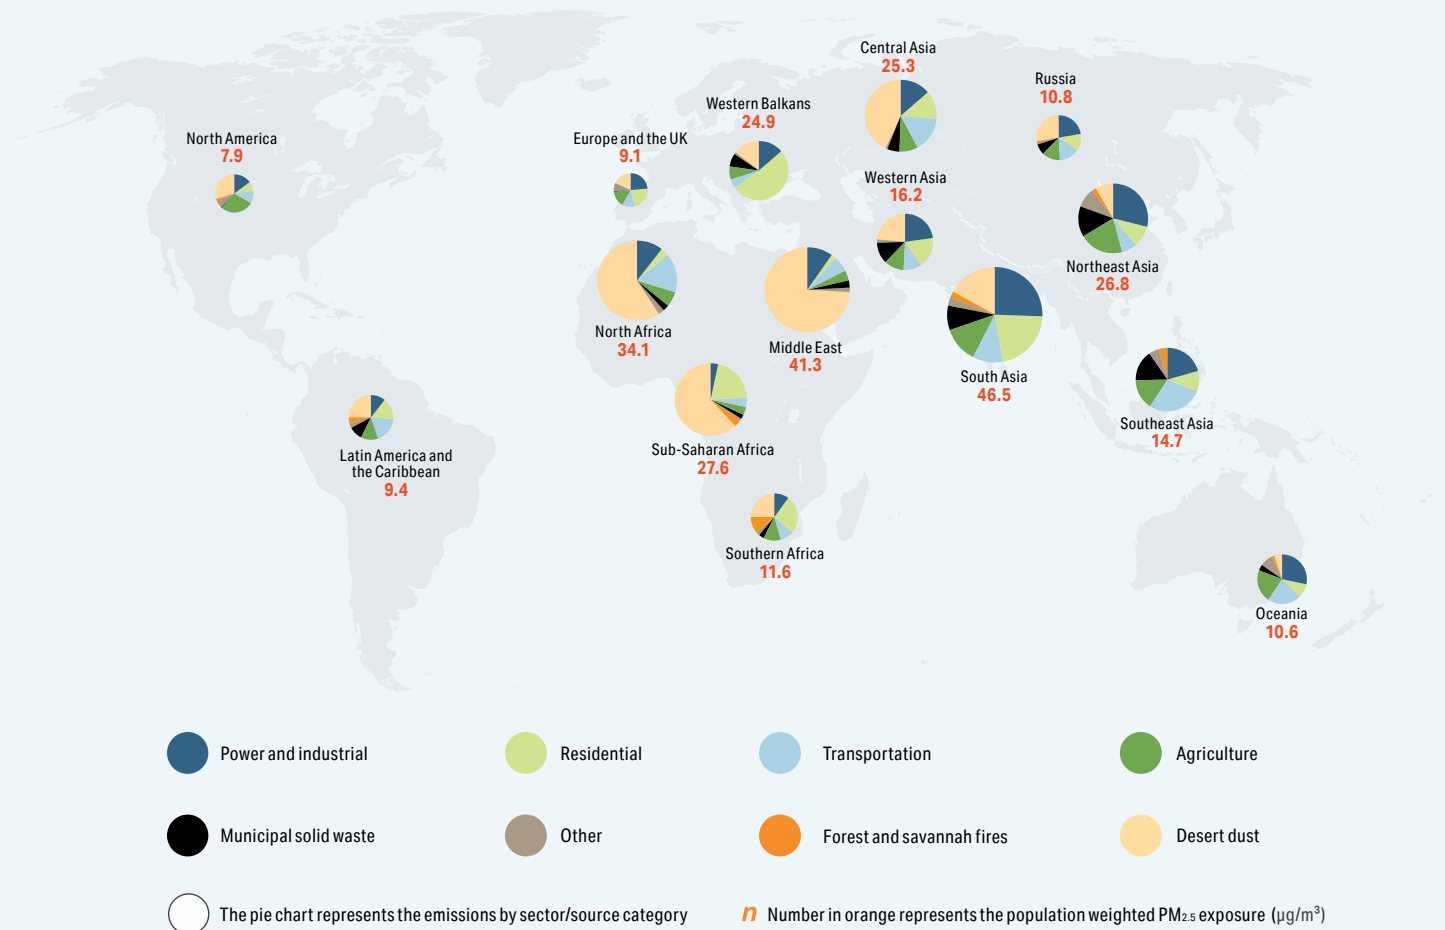 Central Asia
25.3
Russia
10.8
Western Balkans
24.9
North America
7.9
Europe and the UK
9.1
Western Asia
16.2
Northeast Asia
26.8
North Africa
34.1
Middle East
41.3
South Asia
46.5
Southeast Asia
14.7
Sub-Saharan Africa
27.6
Latin America and
the Caribbean
9.4
Southern Africa
11.6
Oceania
10.6
Power and industrial
Residential
Transportation
Agriculture
Municipal solid waste
Other
Forest and savannah fires
Desert dust
The pie chart represents the emissions by sector/source category
n Number in orange represents the population weighted PM2.5 exposure (µg/m³)